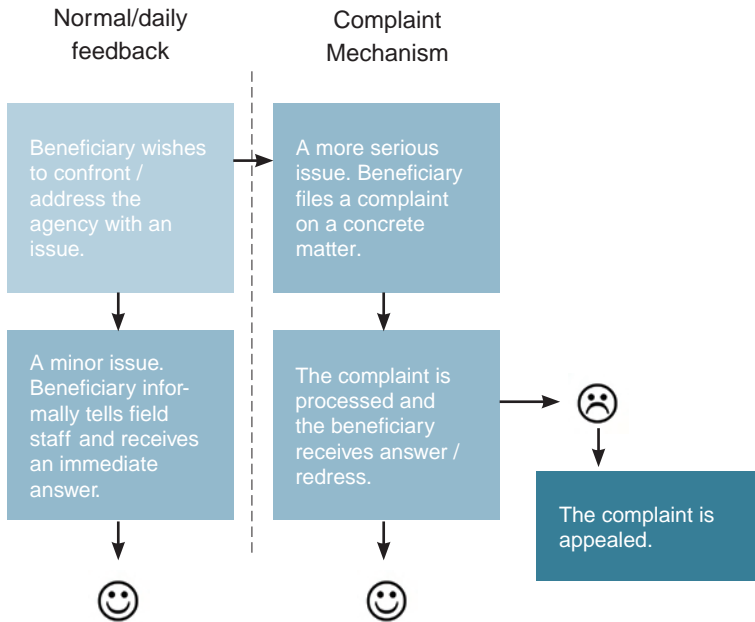 Normal/daily
feedback
Complaint
Mechanism
Beneficiary wishes
to confront /
address the
agency with an
issue.
A more serious
issue. Beneficiary
files a complaint
on a concrete
matter.
A minor issue.
Beneficiary infor-
mally tells field
staff and receives
an immediate
answer.
The complaint is
processed and
the beneficiary
receives answer /
redress.
The complaint is
appealed.